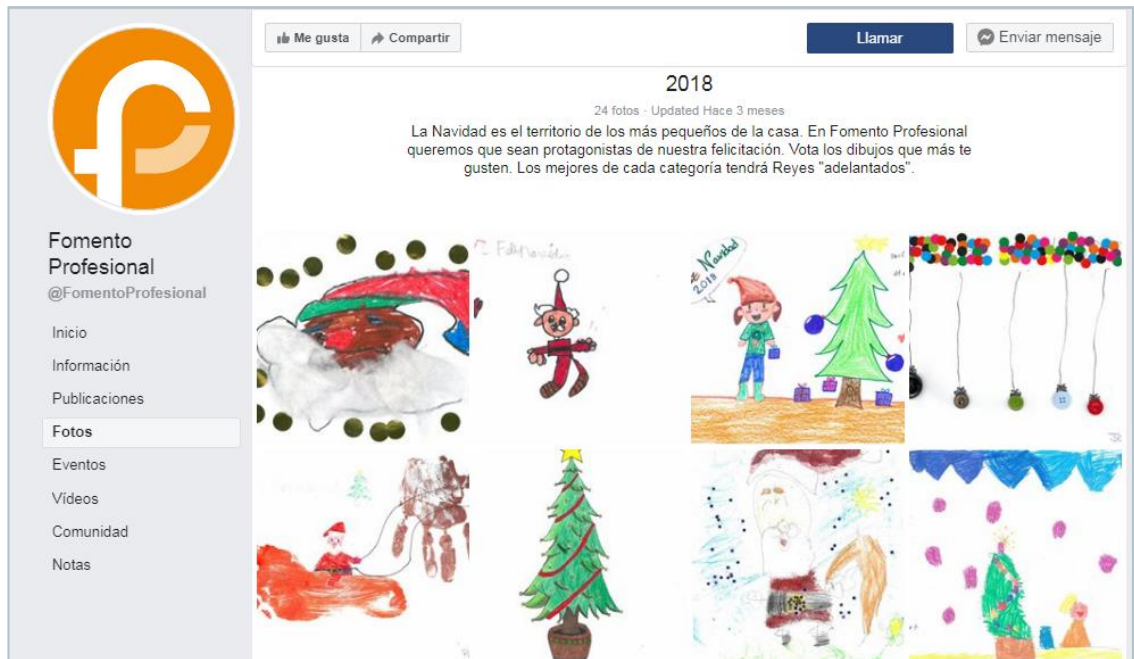 Me gusta
Compartir
Llamar
Enviar mensaje
2018
24 fotos · Updated Hace 3 meses
La Navidad es el territorio de los más pequeños de la casa. En Fomento Profesional
queremos que sean protagonistas de nuestra felicitación. Vota los dibujos que más te
gusten. Los mejores de cada categoría tendrá Reyes "adelantados".
Fomento
Profesional
@FomentoProfesional
Inicio
Información
Publicaciones
Fotos
Eventos
Vídeos
Comunidad
Notas
Navidad
2018